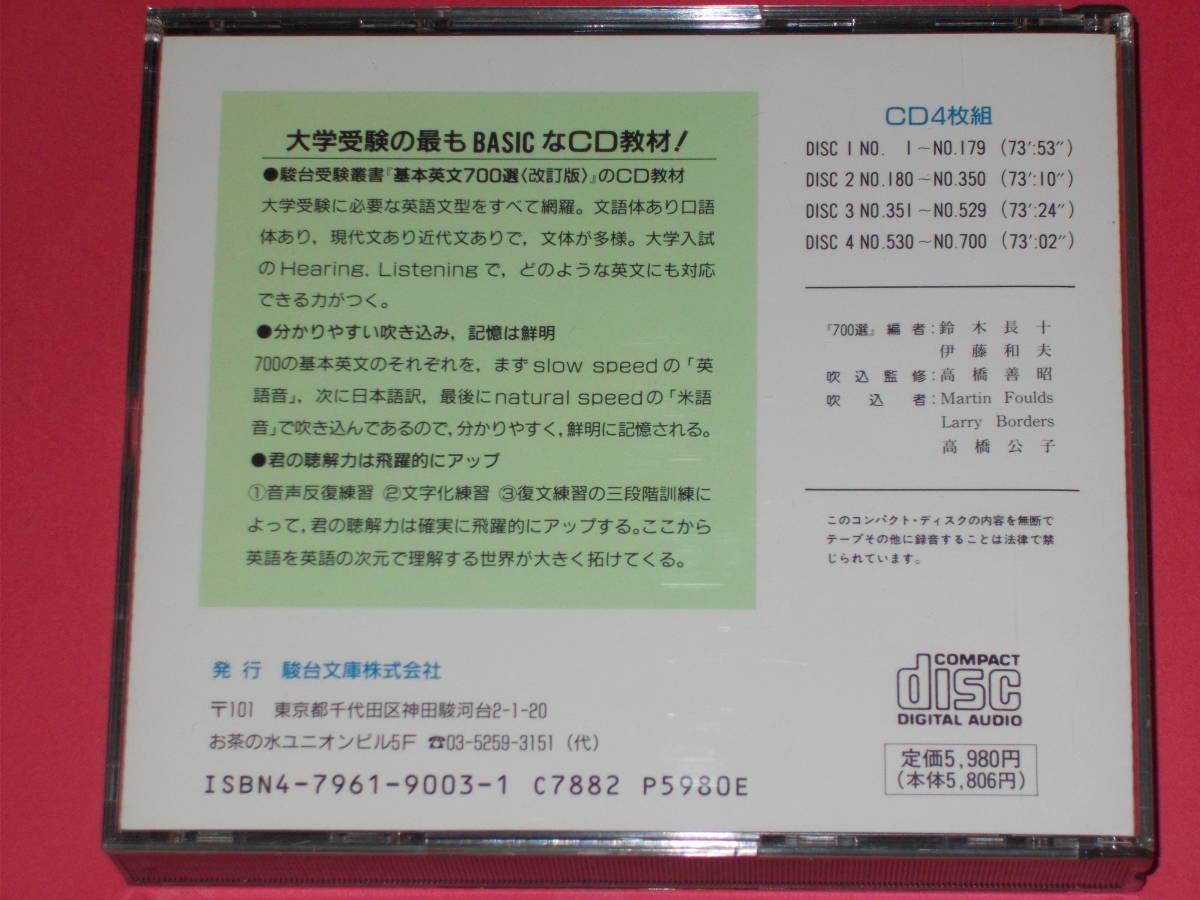 大学受験の最もBASICなCD教材!
●駿台受験叢書『基本英文700選〈改訂版〉』のCD教材
大学受験に必要な英語文型をすべて網羅。文語体あり口語
体あり,現代文あり近代文ありで,文体が多様。大学入試
のHearing, Listeningで,どのような英文にも対応
できる力がつく。
●分かりやすい吹き込み,記憶は鮮明
700の基本英文のそれぞれを,まずslow speedの「英
語音」,次に日本語訳,最後にnatural speedの「米語
音」で吹き込んであるので,分かりやすく,鮮明に記憶される。
●君の聴解力は飛躍的にアップ
①音声反復練習 ②文字化練習 ③復文練習の三段階訓練に
よって,君の聴解力は確実に飛躍的にアップする。ここから
英語を英語の次元で理解する世界が大きく拓けてくる。
CD4枚組
DISC 1 NO. 1～NO.179 (73':53")
DISC 2 NO.180～NO.350 (73':10")
DISC 3 NO.351～NO.529 (73':24")
DISC 4 NO.530～NO.700 (73':02")
『700選』編者:鈴木長十
伊藤和夫
吹込監修:高橋善昭
吹込者:Martin Foulds
Larry Borders
高橋公子
このコンパクト・ディスクの内容を無断で
テープその他に録音することは法律で禁
じられています。
発行 駿台文庫株式会社
〒101 東京都千代田区神田駿河台2-1-20
お茶の水ユニオンビル5F ☎03-5259-3151(代)
ISBN4-7961-9003-1 C7882 P5980E
COMPACT
disc
DIGITAL AUDIO
定価5,980円
(本体5,806円)